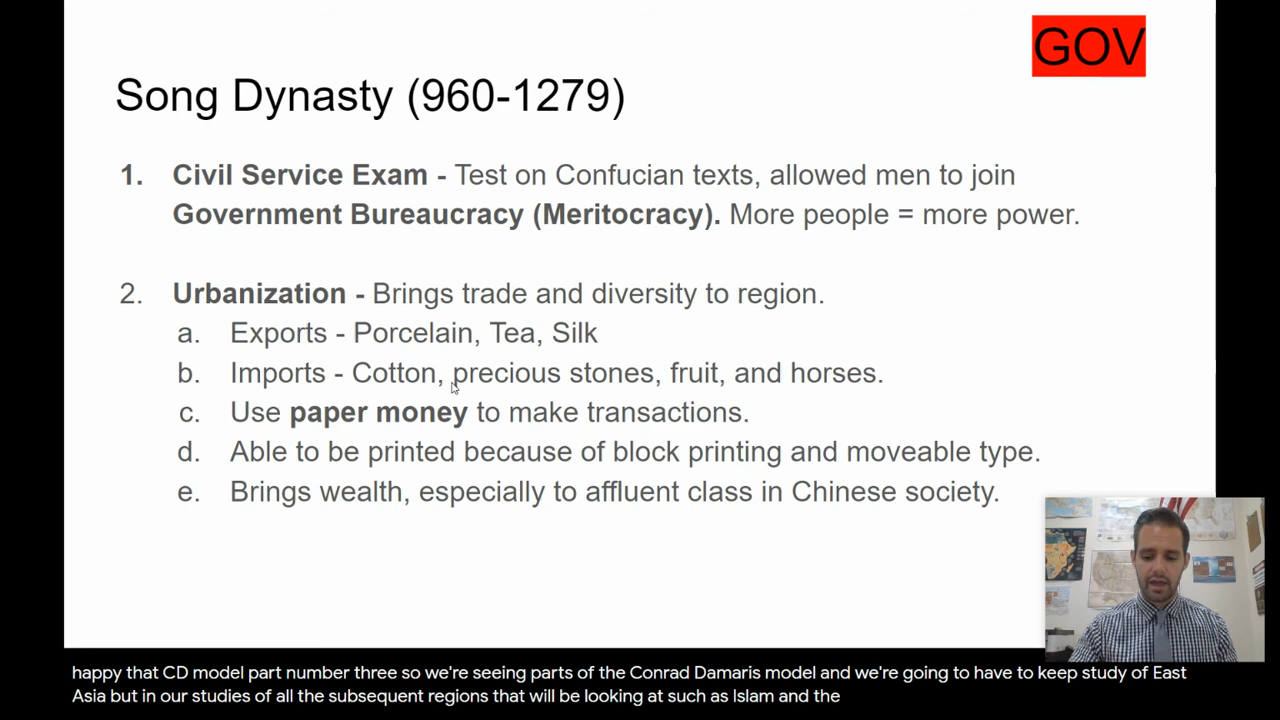 GOV
Song Dynasty (960-1279)
1. Civil Service Exam - Test on Confucian texts, allowed men to join
Government Bureaucracy (Meritocracy). More people = more power.
2. Urbanization - Brings trade and diversity to region.
a. Exports - Porcelain, Tea, Silk
b. Imports - Cotton, precious stones, fruit, and horses.
c. Use paper money to make transactions.
d. Able to be printed because of block printing and moveable type.
e. Brings wealth, especially to affluent class in Chinese society.
happy that CD model part number three so we're seeing parts of the Conrad Damaris model and we're going to have to keep study of East
Asia but in our studies of all the subsequent regions that will be looking at such as Islam and the